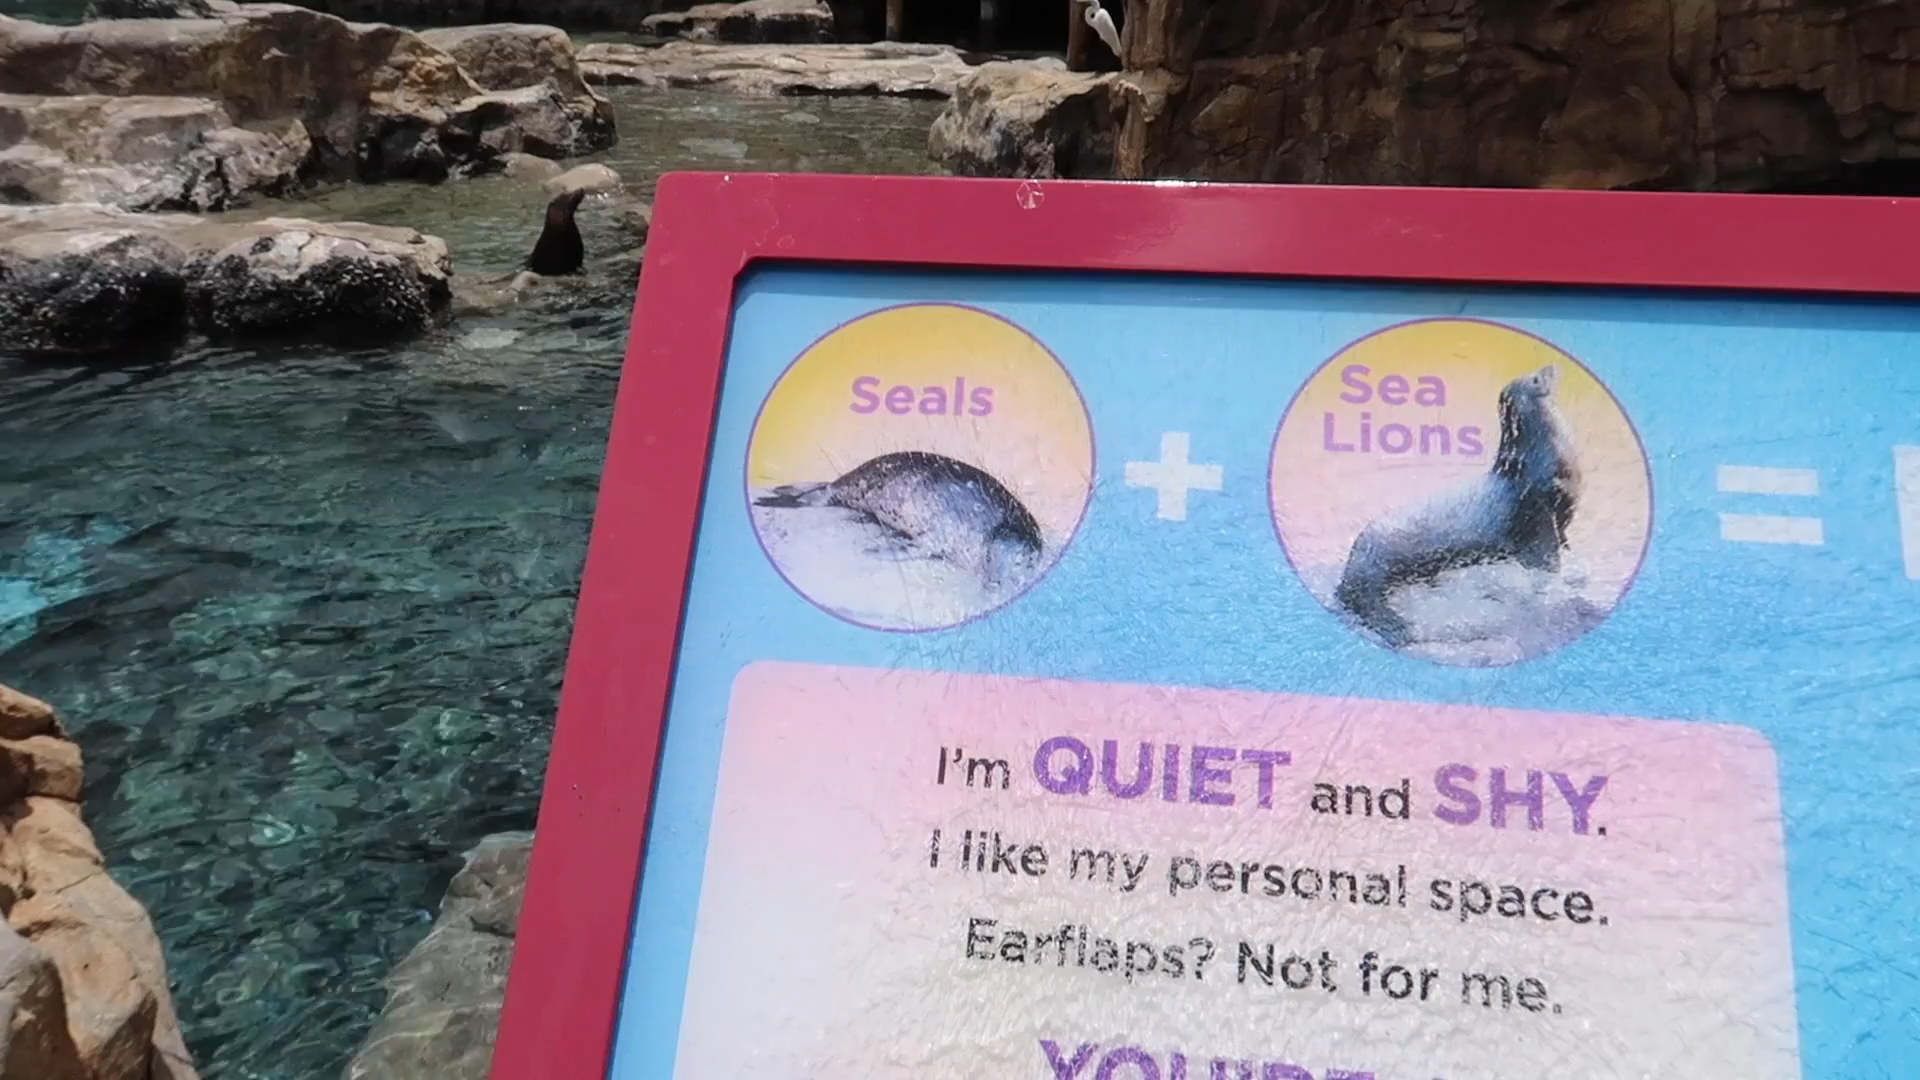 Seals
+
Sea
Lions
=
I'm QUIET and SHY.
I like my personal space.
Earflaps? Not for me.